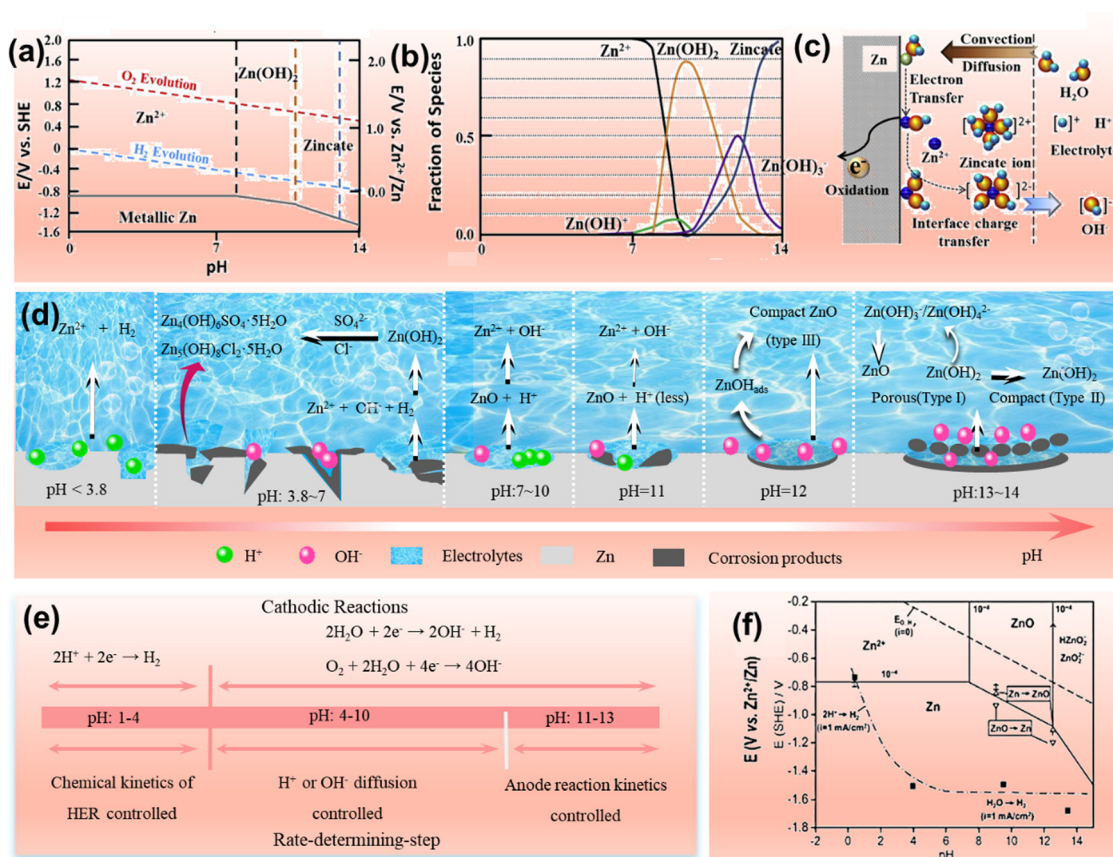 (a)
2.0
1.6
1.2
0.8
0.4
0
-0.4
-0.8
-1.2
-1.6
E/V vs. SHE
O2 Evolution
Zn2+
H2 Evolution
Metallic Zn
Zn(OH)2
Zincate
2.0
1.0
0.0
E/V vs. Zn2+/Zn
0
7
14
pH
(b)
1.0
0.5
0.0
Fraction of Species
Zn2+
Zn(OH)2
Zincate
Zn(OH)3-
Zn(OH)+
0
7
14
pH
(c)
Zn
Convection
Diffusion
H2O
Electron
Transfer
[ ]2+
[ ]+ H+
Zn2+
Zincate ion
Electrolyte
e-
[ ]2-
Oxidation
Interface charge
transfer
[ ]-
OH-
(d)
Zn2+ + H2
pH < 3.8
Zn4(OH)6SO4·5H2O
Zn5(OH)8Cl2·5H2O
SO42-
Cl-
Zn(OH)2
Zn2+ + OH- + H2
pH: 3.8~7
Zn2+ + OH-
ZnO + H+
pH:7~10
Zn2+ + OH-
ZnO + H+ (less)
pH=11
Compact ZnO
(type III)
ZnOHads
pH=12
Zn(OH)3-/Zn(OH)42-
ZnO
Zn(OH)2
Zn(OH)2
Porous(Type I)
Compact (Type II)
pH:13~14
H+
OH-
Electrolytes
Zn
Corrosion products
pH
(e)
Cathodic Reactions
2H2O + 2e- → 2OH- + H2
2H+ + 2e- → H2
O2 + 2H2O + 4e- → 4OH-
pH: 1-4
pH: 4-10
pH: 11-13
Chemical kinetics of
HER controlled
H+ or OH- diffusion
controlled
Anode reaction kinetics
controlled
Rate-determining-step
(f)
-0.2
-0.4
-0.6
-0.8
-1.0
-1.2
-1.4
-1.6
-1.8
E (V vs. Zn2+/Zn)
E (SHE) / V
(i=0)
10-4
10-4
ZnO
HZnO2-
ZnO22-
Zn2+
10-4
Zn
Zn → ZnO
ZnO → Zn
2H+ → H2
(i=1 mA/cm2)
H2O → H2
(i=1 mA/cm2)
-2
0
2
4
6
8
10
12
14
pH